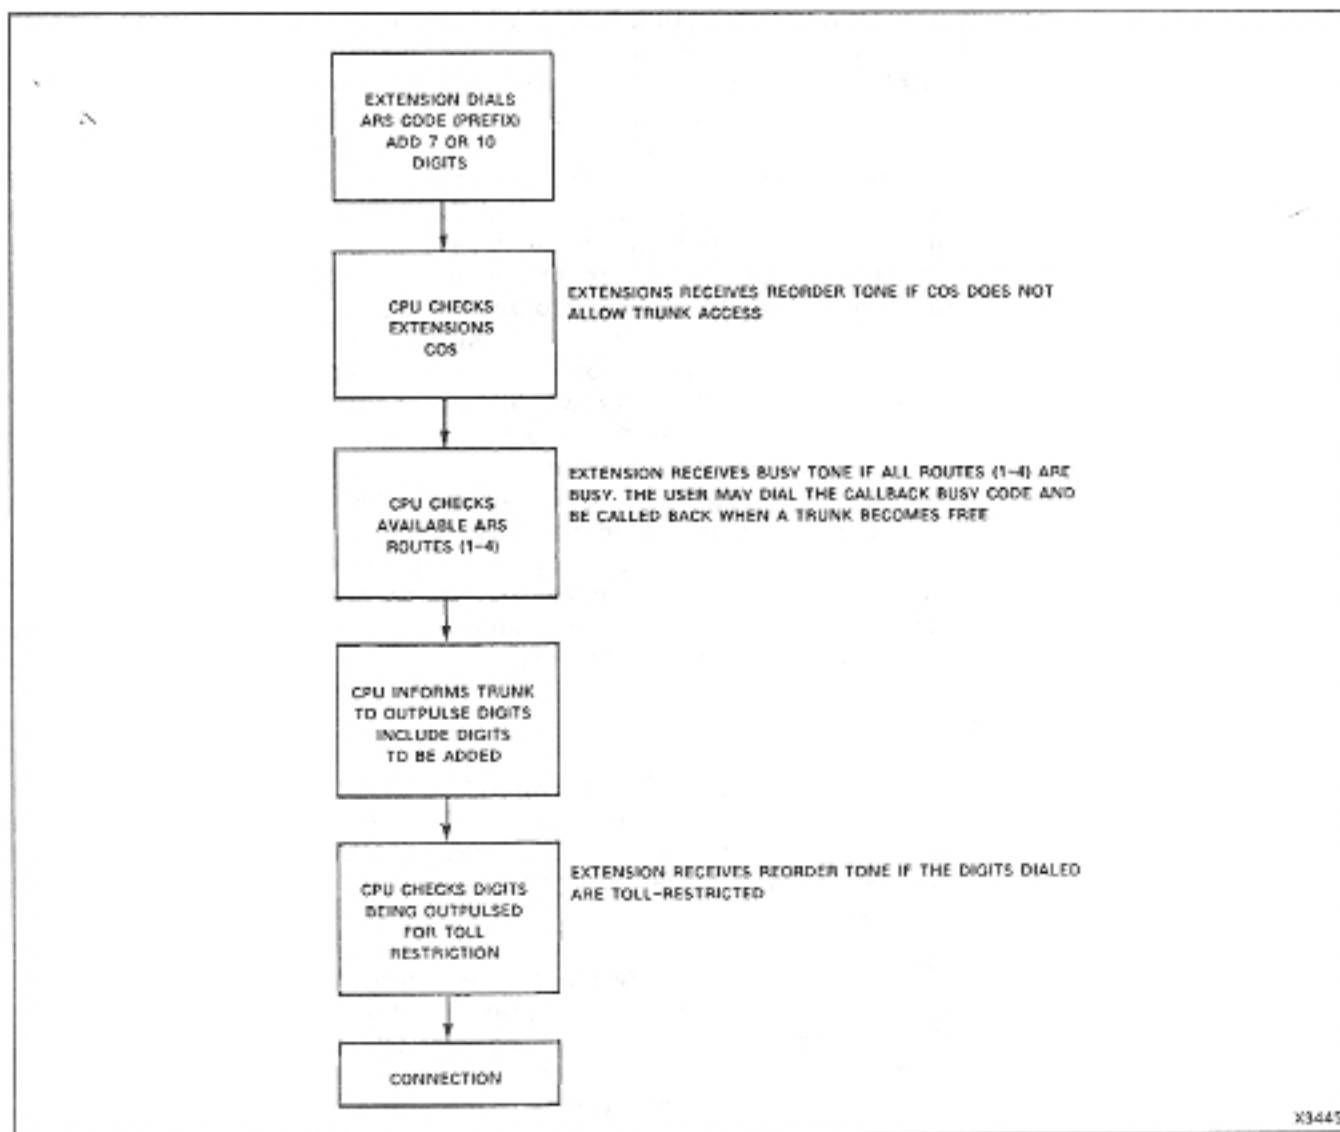 EXTENSION DIALS
ARS CODE (PREFIX)
ADD 7 OR 10
DIGITS
CPU CHECKS
EXTENSIONS
COS
EXTENSIONS RECEIVES REORDER TONE IF COS DOES NOT
ALLOW TRUNK ACCESS
CPU CHECKS
AVAILABLE ARS
ROUTES (1-4)
EXTENSION RECEIVES BUSY TONE IF ALL ROUTES (1-4) ARE
BUSY. THE USER MAY DIAL THE CALLBACK BUSY CODE AND
BE CALLED BACK WHEN A TRUNK BECOMES FREE
CPU INFORMS TRUNK
TO OUTPULSE DIGITS
INCLUDE DIGITS
TO BE ADDED
CPU CHECKS DIGITS
BEING OUTPULSED
FOR TOLL
RESTRICTION
EXTENSION RECEIVES REORDER TONE IF THE DIGITS DIALED
ARE TOLL-RESTRICTED
CONNECTION